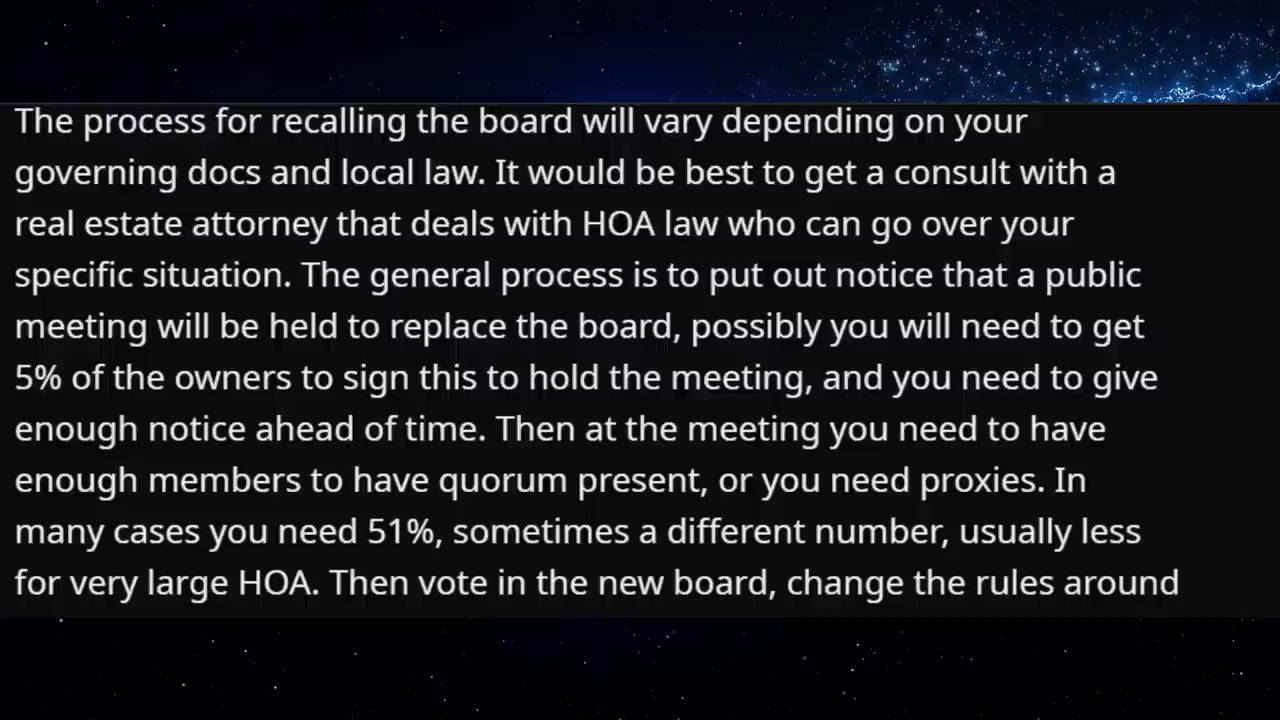 The process for recalling the board will vary depending on your
governing docs and local law. It would be best to get a consult with a
real estate attorney that deals with HOA law who can go over your
specific situation. The general process is to put out notice that a public
meeting will be held to replace the board, possibly you will need to get
5% of the owners to sign this to hold the meeting, and you need to give
enough notice ahead of time. Then at the meeting you need to have
enough members to have quorum present, or you need proxies. In
many cases you need 51%, sometimes a different number, usually less
for very large HOA. Then vote in the new board, change the rules around